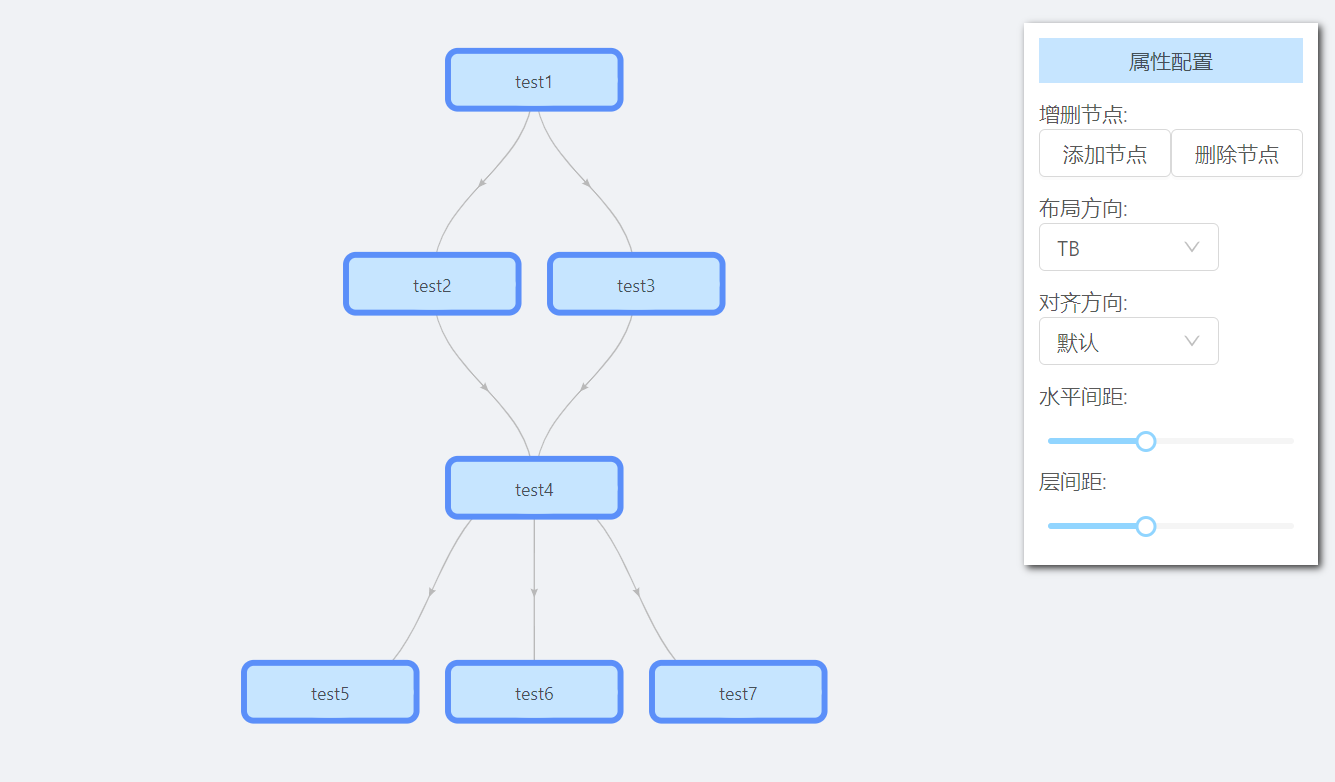 test1
test2
test3
test4
test5
test6
test7
属性配置
增删节点:
添加节点
删除节点
布局方向:
TB
对齐方向:
默认
水平间距:
层间距: